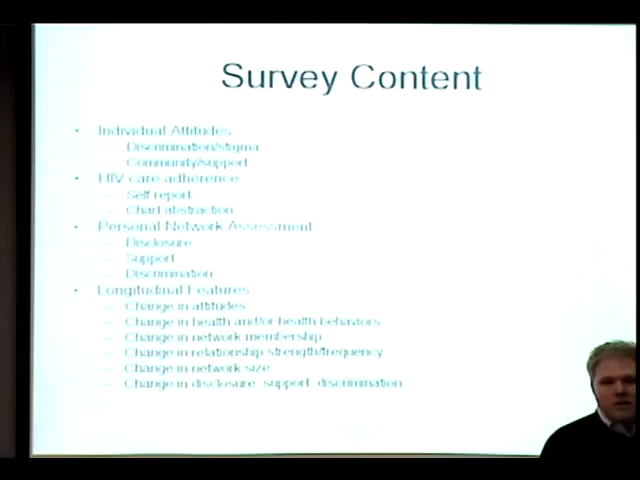 Survey Content
• Individual Attitudes
– Discrimination/stigma
– Community/support
• HIV care adherence
– Self report
– Chart abstraction
• Personal Network Assessment
– Disclosure
– Support
– Discrimination
• Longitudinal Features
– Change in attitudes
– Change in health and/or health behaviors
– Change in network membership
– Change in relationship strength/frequency
– Change in network size
– Change in disclosure, support, discrimination